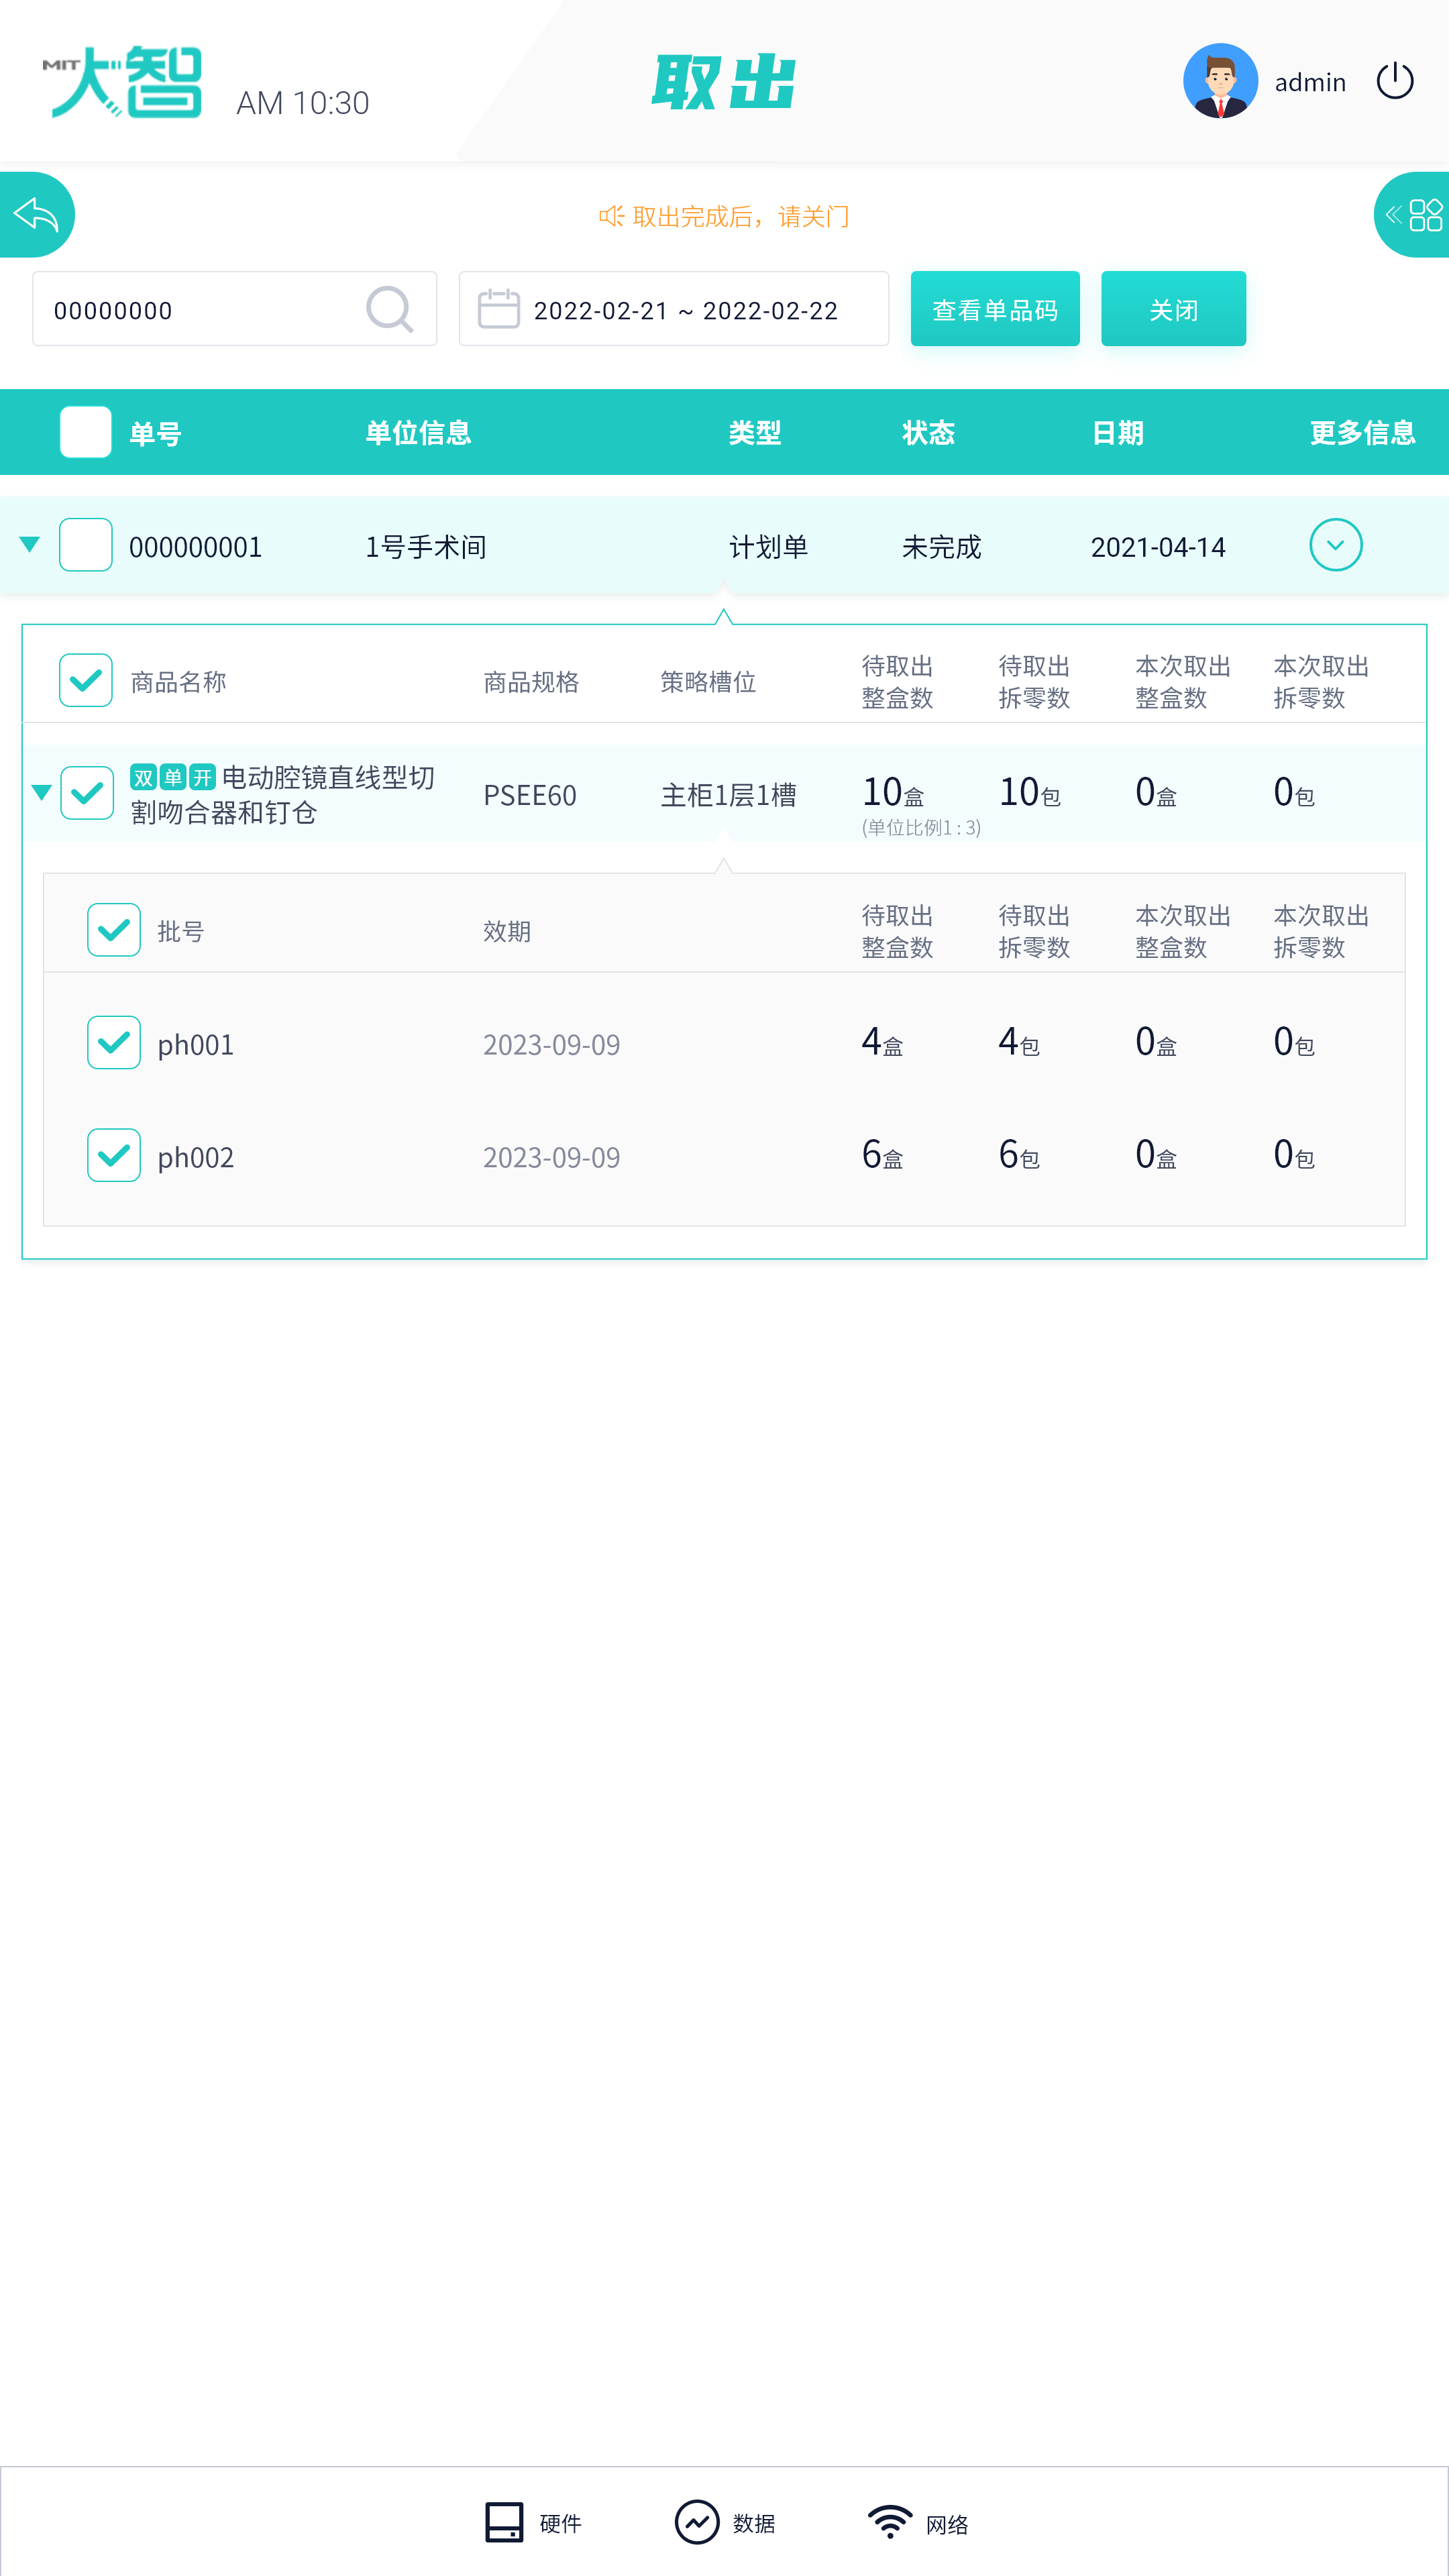 MIT大智
AM 10:30
取出
admin
取出完成后，请关门
00000000
2022-02-21 ~ 2022-02-22
查看单品码
关闭
单号 单位信息 类型 状态 日期 更多信息
000000001 1号手术间 计划单 未完成 2021-04-14
商品名称 商品规格 策略槽位 待取出 待取出 本次取出 本次取出
整盒数 拆零数 整盒数 拆零数
双 单 开 电动腔镜直线型切
割吻合器和钉仓 PSEE60 主柜1层1槽 10盒 10包 0盒 0包
(单位比例1 : 3)
批号 效期 待取出 待取出 本次取出 本次取出
整盒数 拆零数 整盒数 拆零数
ph001 2023-09-09 4盒 4包 0盒 0包
ph002 2023-09-09 6盒 6包 0盒 0包
硬件 数据 网络